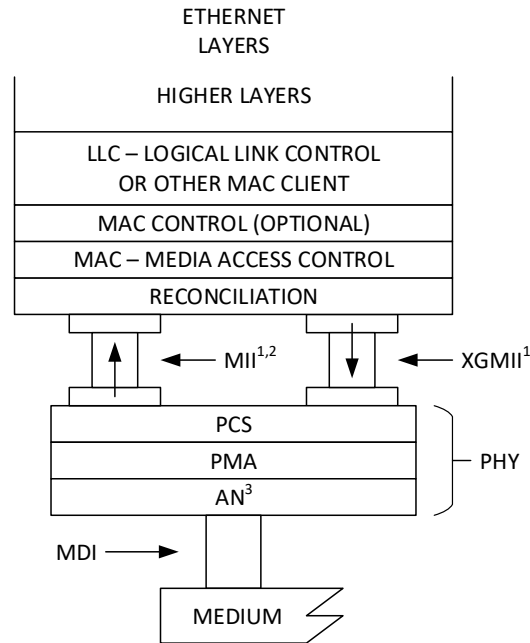 ETHERNET
LAYERS
HIGHER LAYERS
LLC – LOGICAL LINK CONTROL
OR OTHER MAC CLIENT
MAC CONTROL (OPTIONAL)
MAC – MEDIA ACCESS CONTROL
RECONCILIATION
MII¹,²
XGMII¹
PCS
PMA
PHY
AN³
MDI
MEDIUM